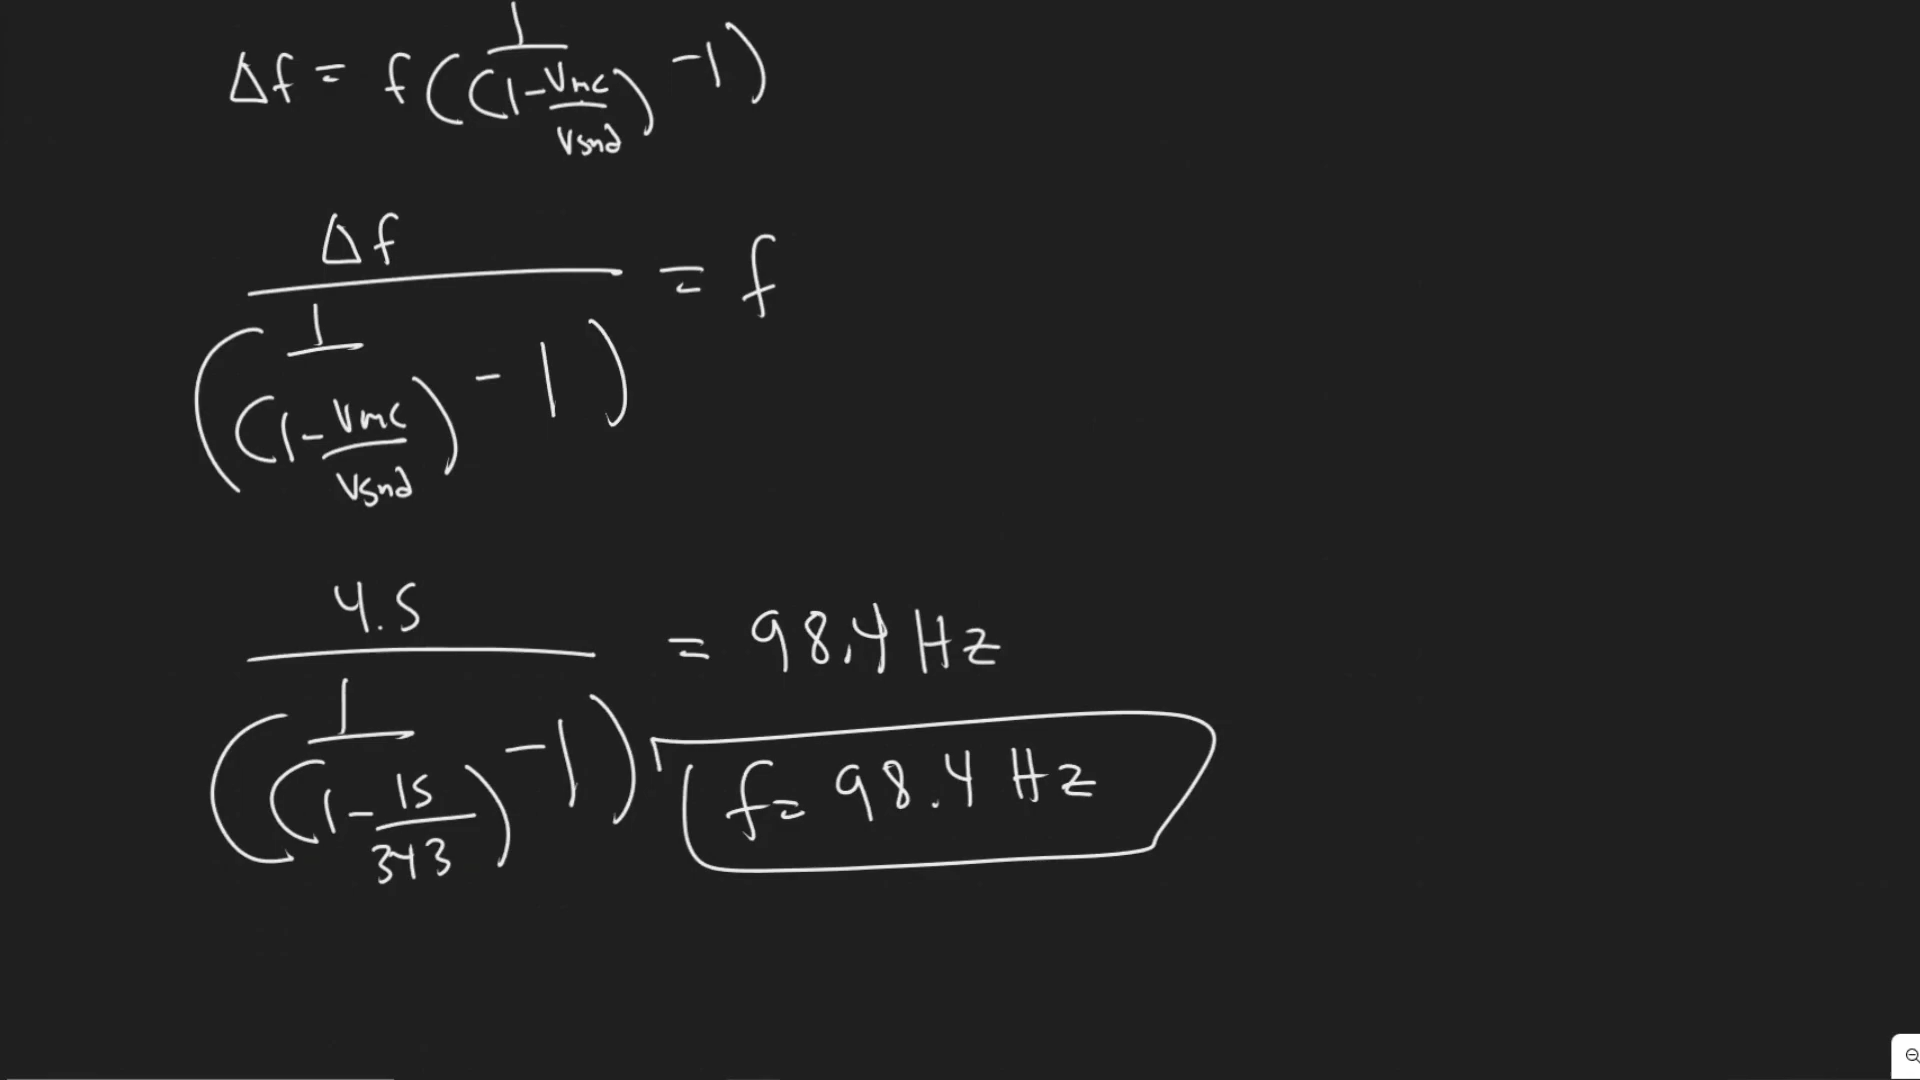 Δf = f(1/(1-Vmc/Vsnd) -1)
Δf/(1/(1-Vmc/Vsnd) - 1) = f
4.5/(1/(1-15/343) -1) = 98.4 Hz
f= 98.4 Hz